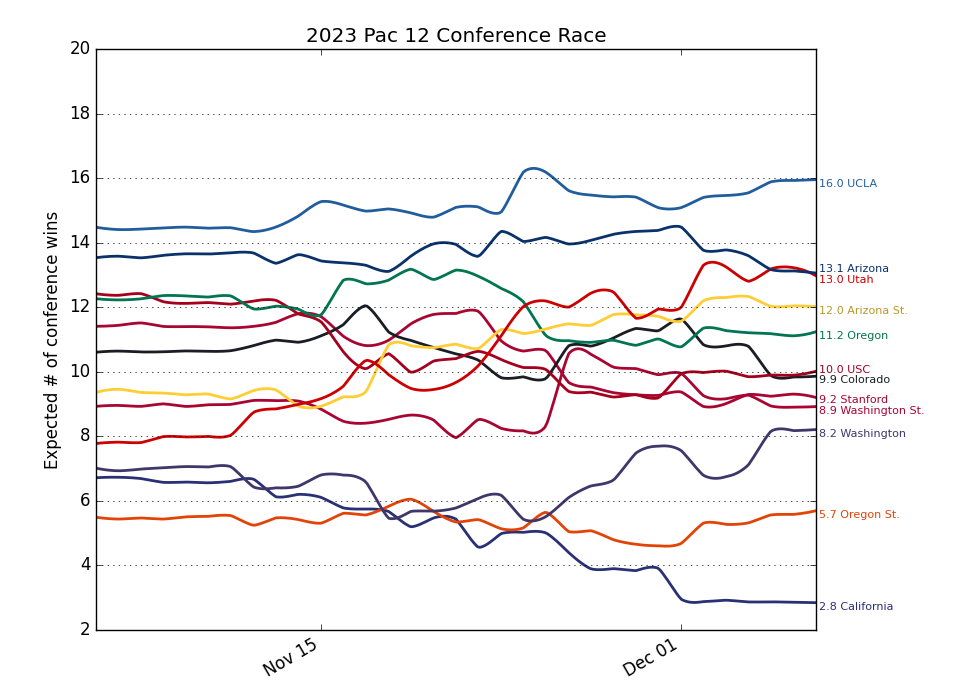 2023 Pac 12 Conference Race
Expected # of conference wins
20
18
16
14
12
10
8
6
4
2
Nov 15
Dec 01
16.0 UCLA
13.1 Arizona
13.0 Utah
12.0 Arizona St.
11.2 Oregon
10.0 USC
9.9 Colorado
9.2 Stanford
8.9 Washington St.
8.2 Washington
5.7 Oregon St.
2.8 California